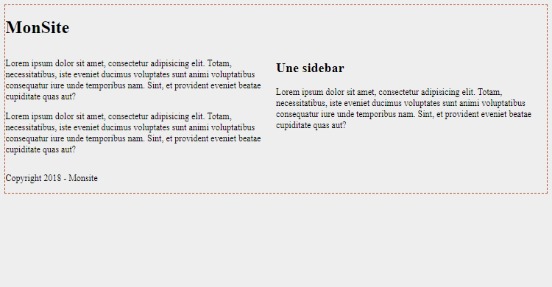 MonSite
Lorem ipsum dolor sit amet, consectetur adipisicing elit. Totam,
necessitatibus, iste eveniet ducimus voluptates sunt animi voluptatibus
consequatur iure unde temporibus nam. Sint, et provident eveniet beatae
cupiditate quas aut?
Lorem ipsum dolor sit amet, consectetur adipisicing elit. Totam,
necessitatibus, iste eveniet ducimus voluptates sunt animi voluptatibus
consequatur iure unde temporibus nam. Sint, et provident eveniet beatae
cupiditate quas aut?
Une sidebar
Lorem ipsum dolor sit amet, consectetur adipisicing elit. Totam,
necessitatibus, iste eveniet ducimus voluptates sunt animi voluptatibus
consequatur iure unde temporibus nam. Sint, et provident eveniet beatae
cupiditate quas aut?
Copyright 2018 - Monsite